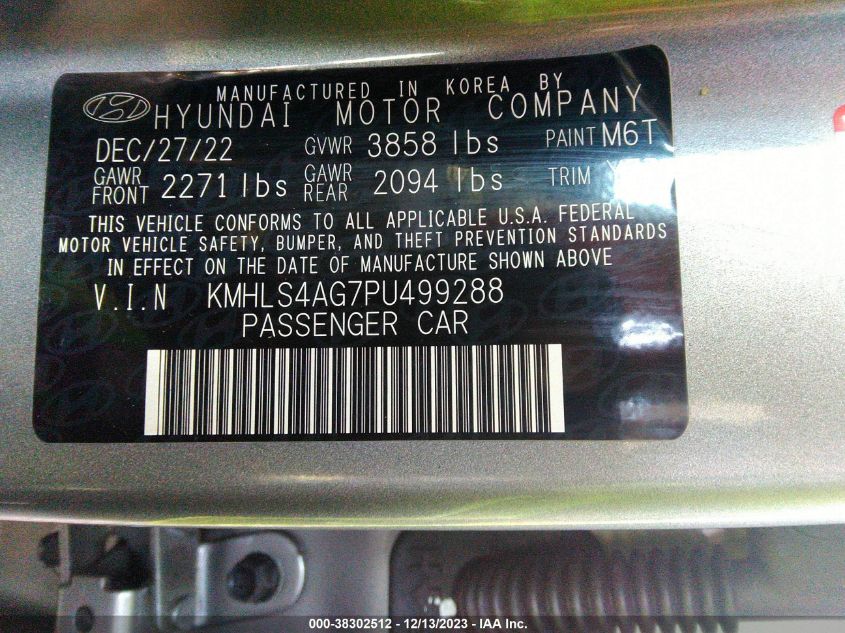 MANUFACTURED IN KOREA BY
HYUNDAI MOTOR COMPANY
DEC/27/22 GVWR 3858 lbs PAINT M6T
GAWR FRONT 2271 lbs GAWR REAR 2094 lbs TRIM
THIS VEHICLE CONFORMS TO ALL APPLICABLE U.S.A. FEDERAL
MOTOR VEHICLE SAFETY, BUMPER, AND THEFT PREVENTION STANDARDS
IN EFFECT ON THE DATE OF MANUFACTURE SHOWN ABOVE
V.I.N KMHLS4AG7PU499288
PASSENGER CAR
000-38302512 - 12/13/2023 - IAA Inc.